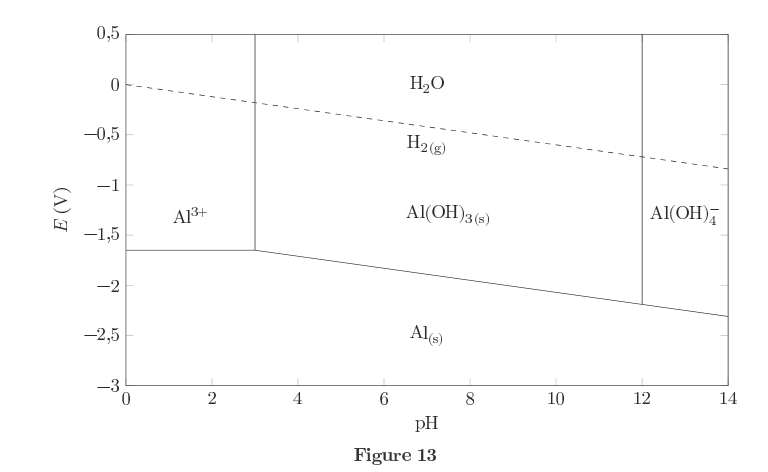 0,5
H₂O
0
−0,5
H₂(g)
−1
E (V)
Al³⁺
Al(OH)₃(s)
Al(OH)₄⁻
−1,5
−2
Al(s)
−2,5
−3
0 2 4 6 8 10 12 14
pH
Figure 13